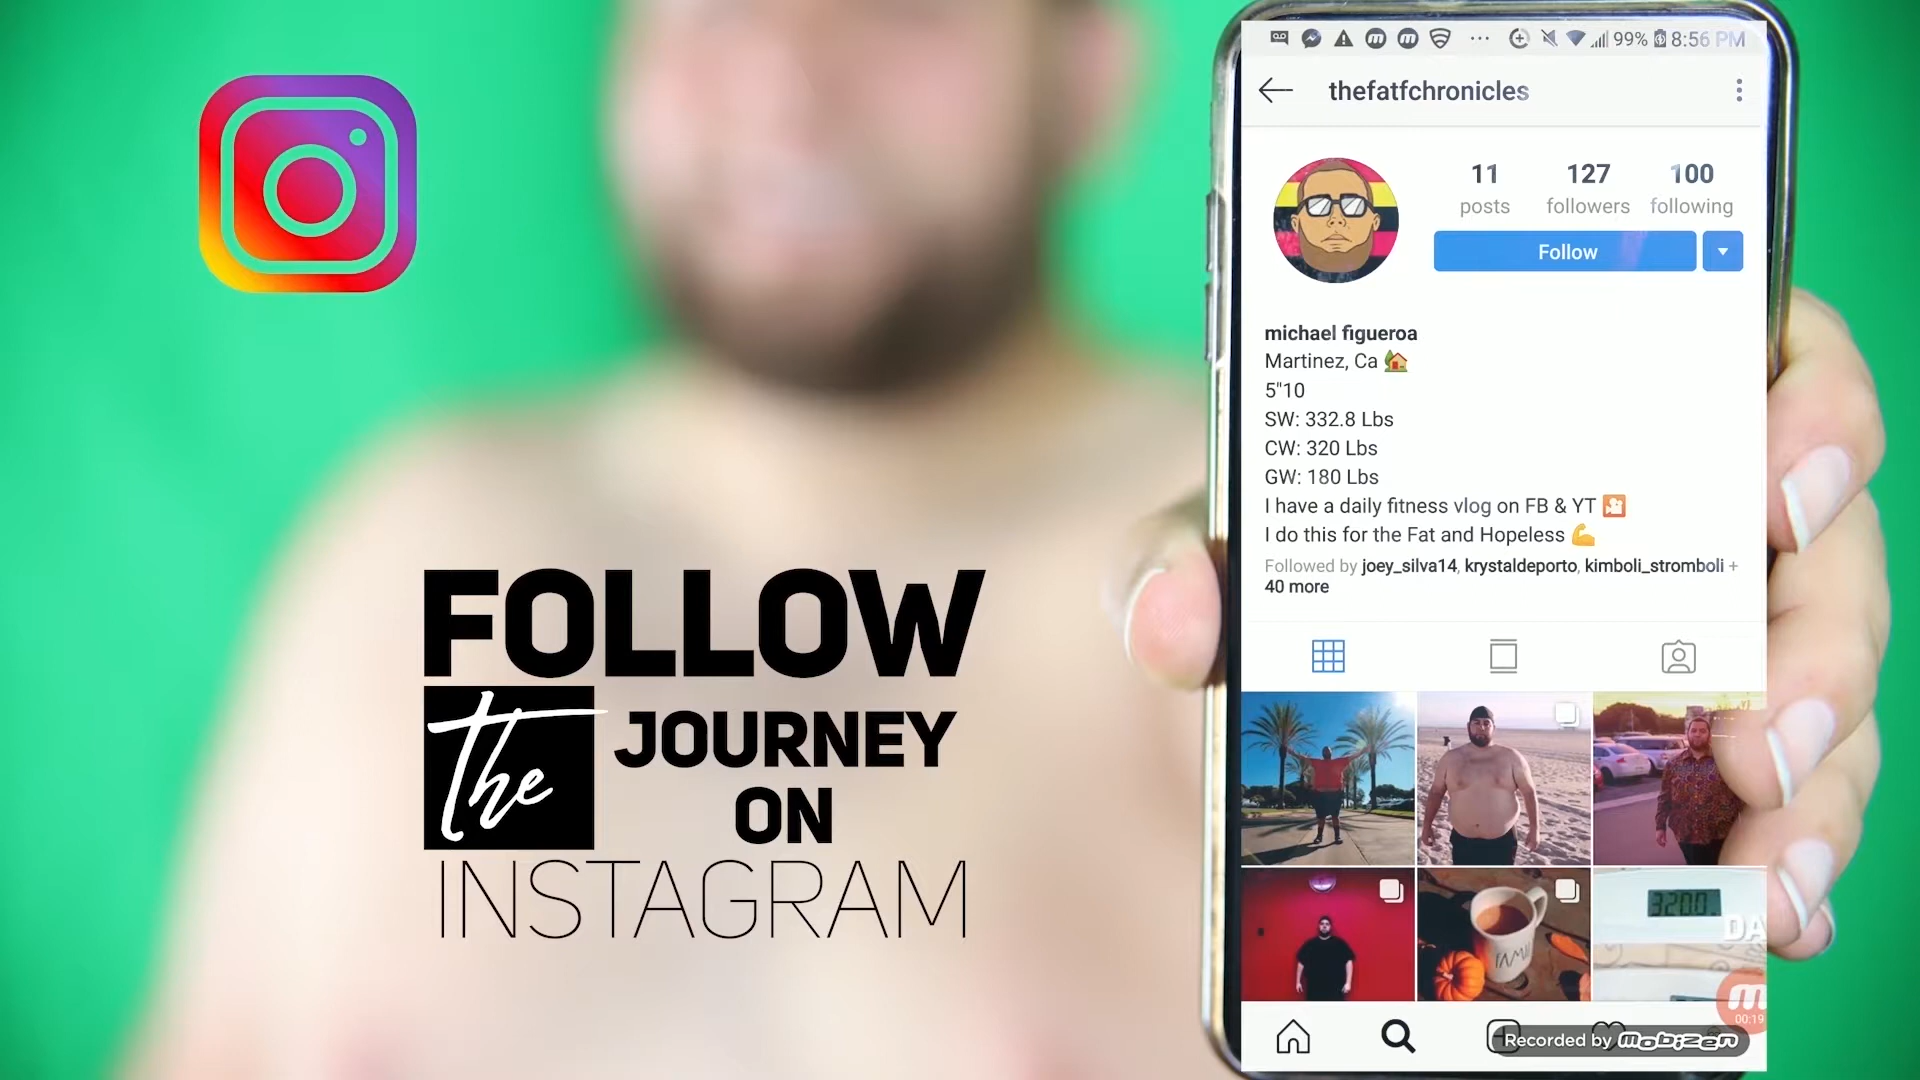 FOLLOW
The JOURNEY
ON
INSTAGRAM
99% 8:56 PM
thefatfchronicles
11 127 100
posts followers following
Follow
michael figueroa
Martinez, Ca
5"10
SW: 332.8 Lbs
CW: 320 Lbs
GW: 180 Lbs
I have a daily fitness vlog on FB & YT
I do this for the Fat and Hopeless
Followed by joey_silva14, krystaldeporto, kimboli_stromboli +
40 more
320.0
DA
FAMIL
00:19
Recorded by mobizen